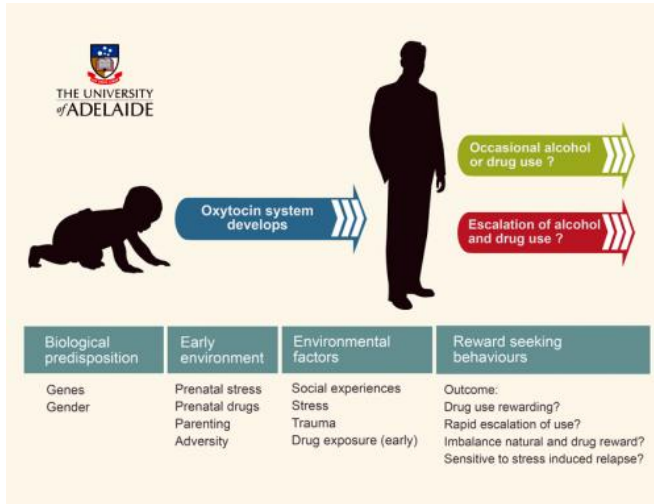 THE UNIVERSITY
of ADELAIDE
Oxytocin system
develops
Occasional alcohol
or drug use ?
Escalation of alcohol
and drug use ?
Biological
predisposition
Genes
Gender
Early
environment
Prenatal stress
Prenatal drugs
Parenting
Adversity
Environmental
factors
Social experiences
Stress
Trauma
Drug exposure (early)
Reward seeking
behaviours
Outcome:
Drug use rewarding?
Rapid escalation of use?
Imbalance natural and drug reward?
Sensitive to stress induced relapse?